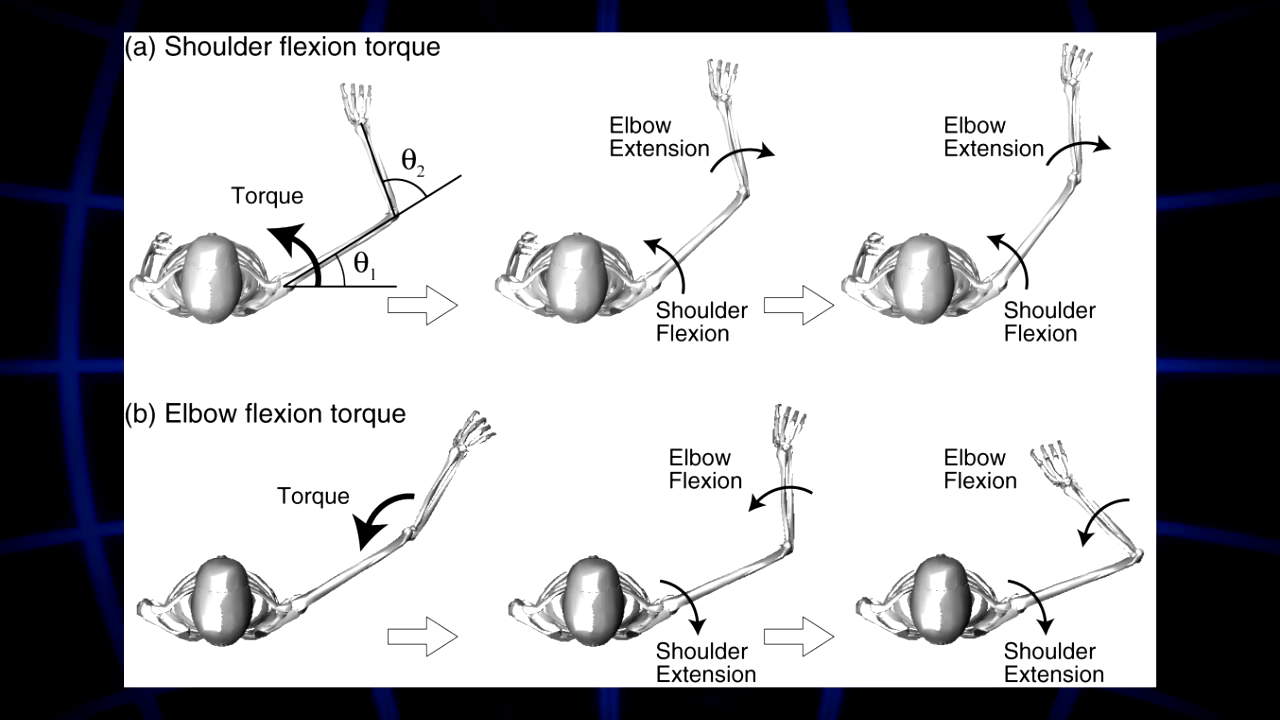 (a) Shoulder flexion torque
Torque
θ2
θ1
Elbow
Extension
Shoulder
Flexion
Elbow
Extension
Shoulder
Flexion
(b) Elbow flexion torque
Torque
Elbow
Flexion
Shoulder
Extension
Elbow
Flexion
Shoulder
Extension